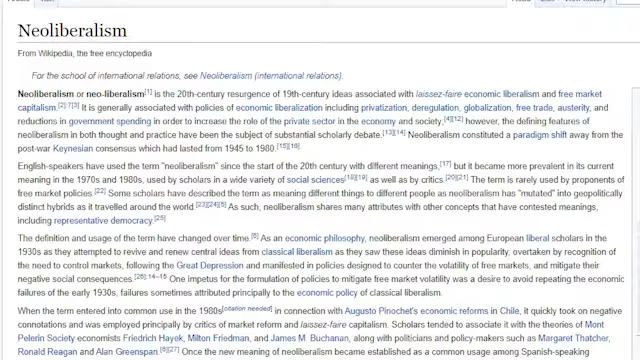 Neoliberalism
From Wikipedia, the free encyclopedia
For the school of international relations, see Neoliberalism (international relations).
Neoliberalism or neo-liberalism[1] is the 20th-century resurgence of 19th-century ideas associated with laissez-faire economic liberalism and free market
capitalism.[2]:7[3] It is generally associated with policies of economic liberalization including privatization, deregulation, globalization, free trade, austerity, and
reductions in government spending in order to increase the role of the private sector in the economy and society;[4][12] however, the defining features of
neoliberalism in both thought and practice have been the subject of substantial scholarly debate.[13][14] Neoliberalism constituted a paradigm shift away from the
post-war Keynesian consensus which had lasted from 1945 to 1980.[15][16]
English-speakers have used the term "neoliberalism" since the start of the 20th century with different meanings,[17] but it became more prevalent in its current
meaning in the 1970s and 1980s, used by scholars in a wide variety of social sciences[18][19] as well as by critics.[20][21] The term is rarely used by proponents of
free market policies.[22] Some scholars have described the term as meaning different things to different people as neoliberalism has "mutated" into geopolitically
distinct hybrids as it travelled around the world.[23][24][5] As such, neoliberalism shares many attributes with other concepts that have contested meanings,
including representative democracy.[25]
The definition and usage of the term have changed over time.[6] As an economic philosophy, neoliberalism emerged among European liberal scholars in the
1930s as they attempted to revive and renew central ideas from classical liberalism as they saw these ideas diminish in popularity, overtaken by recognition of
the need to control markets, following the Great Depression and manifested in policies designed to counter the volatility of free markets, and mitigate their
negative social consequences.[26]:14–15 One impetus for the formulation of policies to mitigate free market volatility was a desire to avoid repeating the economic
failures of the early 1930s, failures sometimes attributed principally to the economic policy of classical liberalism.
When the term entered into common use in the 1980s[citation needed] in connection with Augusto Pinochet's economic reforms in Chile, it quickly took on negative
connotations and was employed principally by critics of market reform and laissez-faire capitalism. Scholars tended to associate it with the theories of Mont
Pelerin Society economists Friedrich Hayek, Milton Friedman, and James M. Buchanan, along with politicians and policy-makers such as Margaret Thatcher,
Ronald Reagan and Alan Greenspan.[6][27] Once the new meaning of neoliberalism became established as a common usage among Spanish-speaking